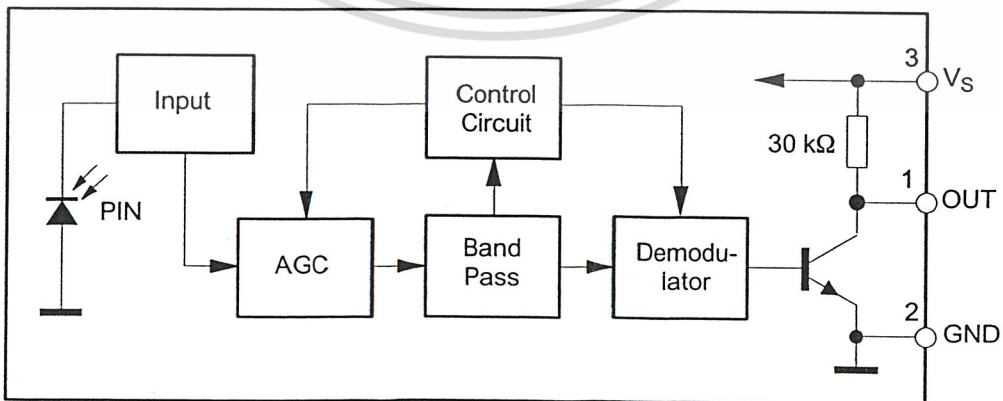 Input
PIN
AGC
Control
Circuit
Band
Pass
Demodu-
lator
30 kΩ
3
VS
1
OUT
2
GND